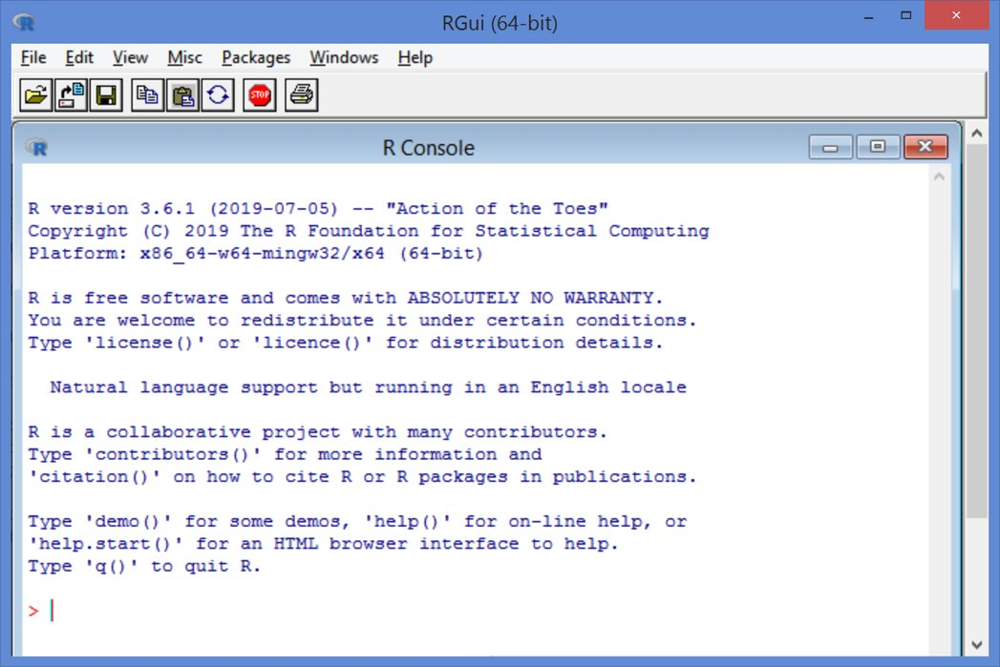 RGui (64-bit)
File Edit View Misc Packages Windows Help
STOP
R Console
R version 3.6.1 (2019-07-05) -- "Action of the Toes"
Copyright (C) 2019 The R Foundation for Statistical Computing
Platform: x86_64-w64-mingw32/x64 (64-bit)
R is free software and comes with ABSOLUTELY NO WARRANTY.
You are welcome to redistribute it under certain conditions.
Type 'license()' or 'licence()' for distribution details.
Natural language support but running in an English locale
R is a collaborative project with many contributors.
Type 'contributors()' for more information and
'citation()' on how to cite R or R packages in publications.
Type 'demo()' for some demos, 'help()' for on-line help, or
'help.start()' for an HTML browser interface to help.
Type 'q()' to quit R.
>